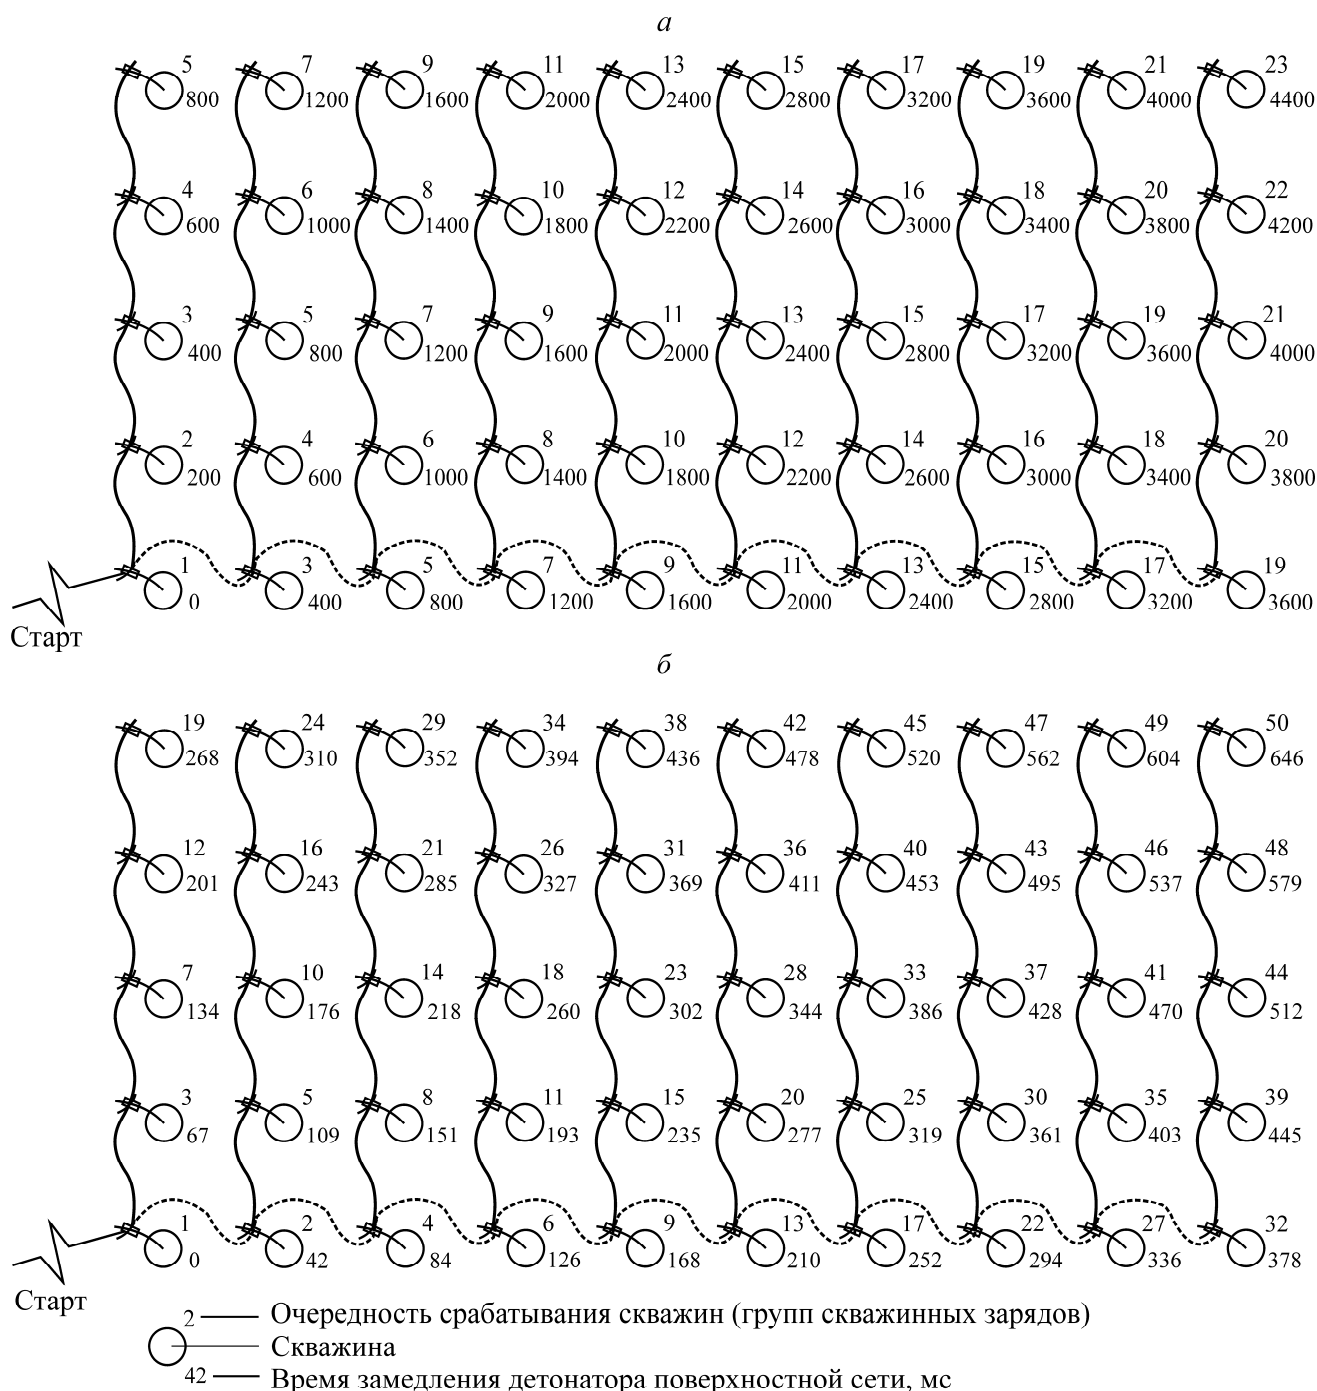 а
5 7 9 11 13 15 17 19 21 23
800 1200 1600 2000 2400 2800 3200 3600 4000 4400
4 6 8 10 12 14 16 18 20 22
600 1000 1400 1800 2200 2600 3000 3400 3800 4200
3 5 7 9 11 13 15 17 19 21
400 800 1200 1600 2000 2400 2800 3200 3600 4000
2 4 6 8 10 12 14 16 18 20
200 600 1000 1400 1800 2200 2600 3000 3400 3800
1 3 5 7 9 11 13 15 17 19
0 400 800 1200 1600 2000 2400 2800 3200 3600
Старт
б
19 24 29 34 38 42 45 47 49 50
268 310 352 394 436 478 520 562 604 646
12 16 21 26 31 36 40 43 46 48
201 243 285 327 369 411 453 495 537 579
7 10 14 18 23 28 33 37 41 44
134 176 218 260 302 344 386 428 470 512
3 5 8 11 15 20 25 30 35 39
67 109 151 193 235 277 319 361 403 445
1 2 4 6 9 13 17 22 27 32
0 42 84 126 168 210 252 294 336 378
Старт
2 — Очередность срабатывания скважин (групп скважинных зарядов)
Скважина
42 — Время замедления детонатора поверхностной сети, мс